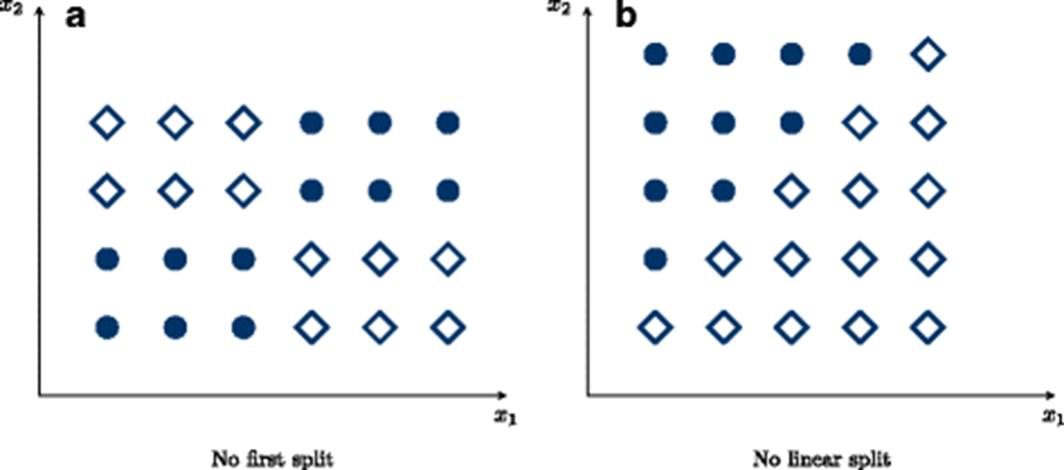 x₂ a
x₁
No first split
x₂ b
x₁
No linear split